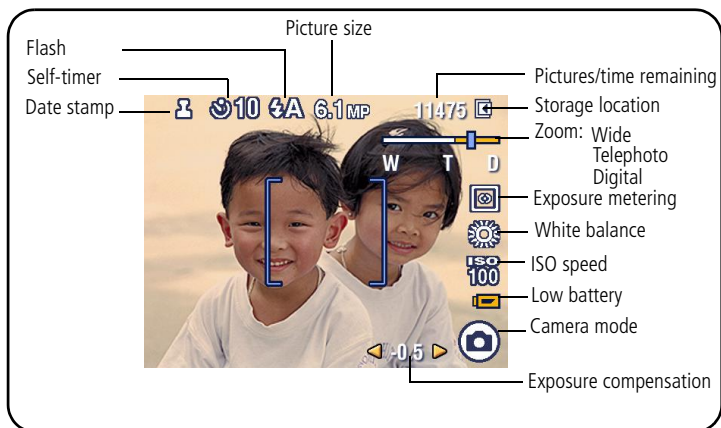 Picture size
Flash
Self-timer
Date stamp
Pictures/time remaining
Storage location
Zoom: Wide
Telephoto
Digital
Exposure metering
White balance
ISO speed
Low battery
Camera mode
Exposure compensation
10 A 6.1 MP 11475
W T D
ISO
100
-0.5